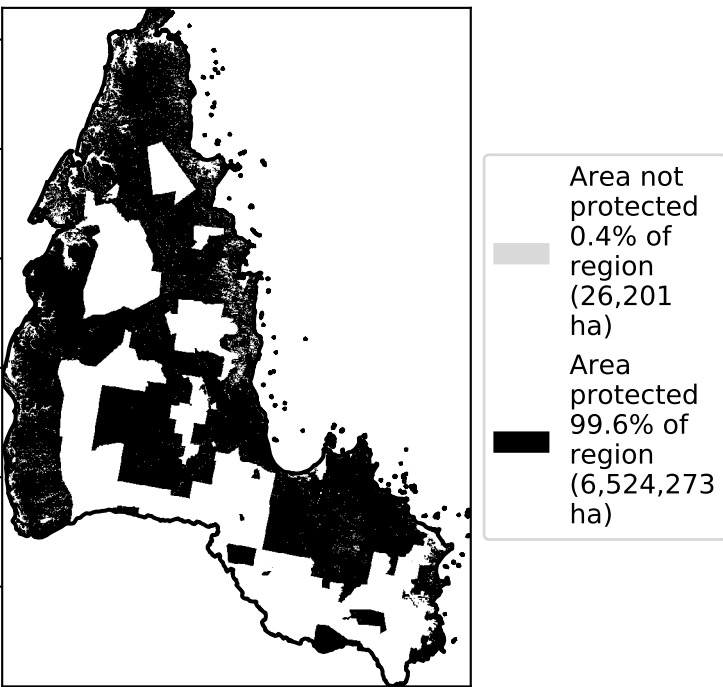 Area not
protected
0.4% of
region
(26,201
ha)
Area
protected
99.6% of
region
(6,524,273
ha)